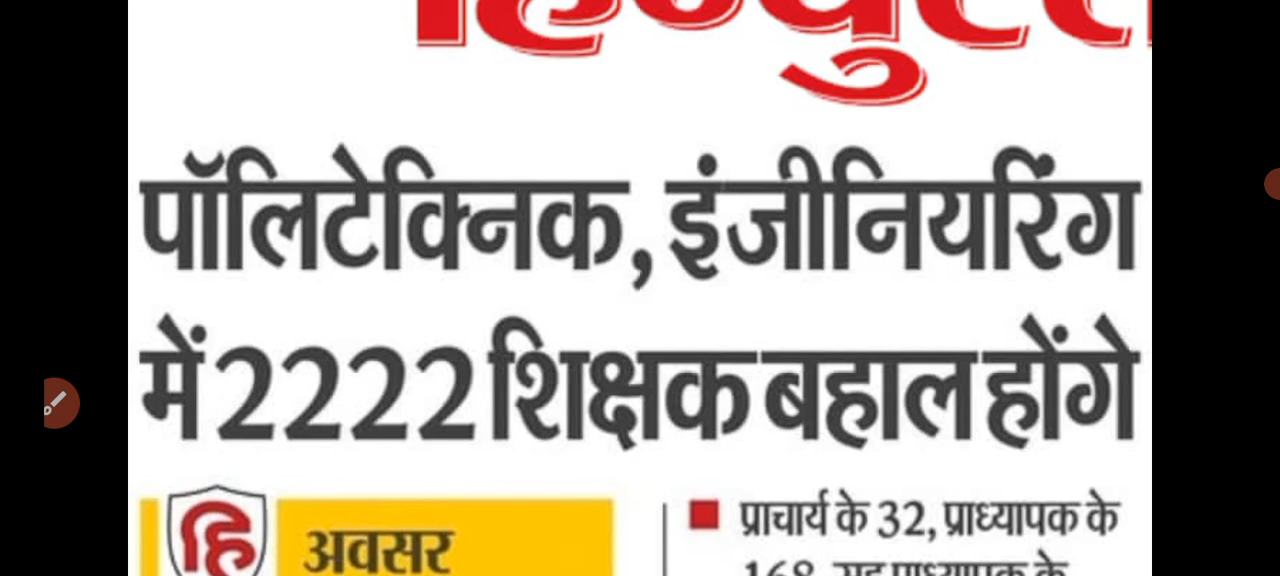 पॉलिटेक्निक, इंजीनियरिंग
में 2222 शिक्षक बहाल होंगे
हि
अवसर
प्राचार्य के 32, प्राध्यापक के